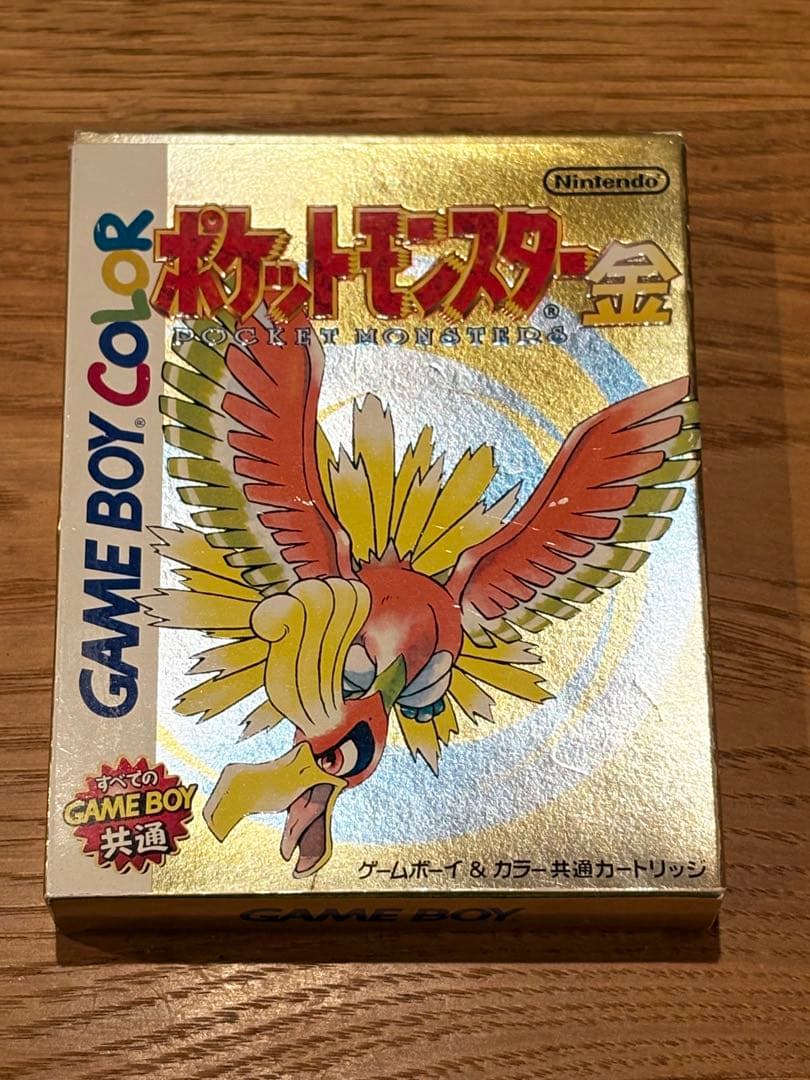 Nintendo
ポケットモンスター金
POCKET MONSTERS
GAME BOY COLOR
すべての
GAME BOY
共通
ゲームボーイ & カラー共通カートリッジ
GAME BOY